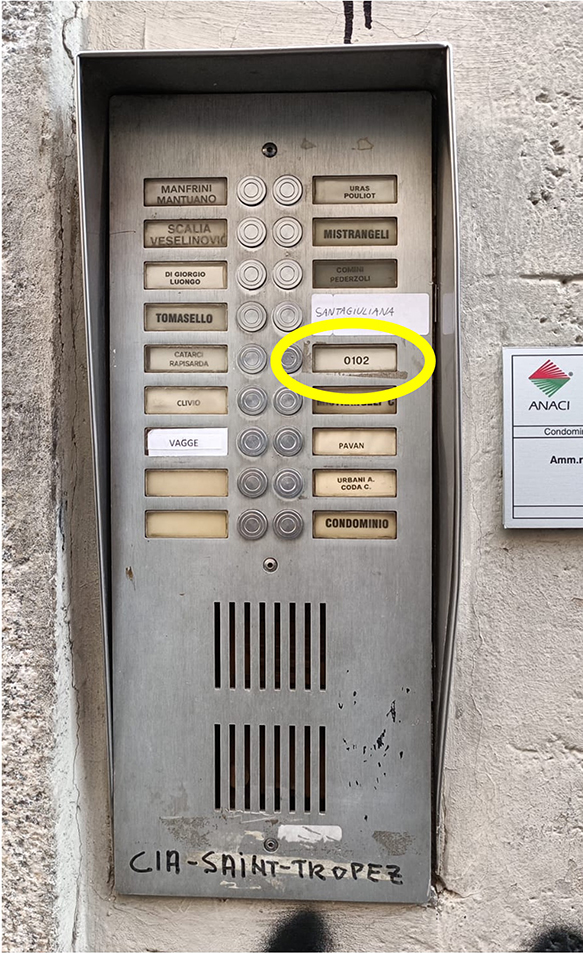 MANFRINI
MANTUANO
URAS
POULIOT
SCALIA
VESELINOVIC
MISTRANGELI
DI GIORGIO
LUONGO
COMINI
PEDERZOLI
TOMASELLO
SANTAGIULIANA
CATARCI
RAPISARDA
0102
CLIVIO
C
VAGGE
PAVAN
URBANI A.
CODA C.
CONDOMINIO
CIA-SAINT-TROPEZ
ANACI
Condomin
Amm.r